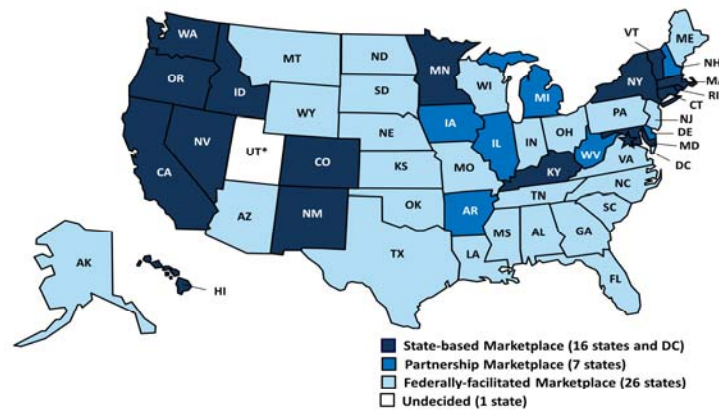 WA
MT
ND
MN
VT
ME
NH
OR
ID
SD
WI
NY
MA
RI
CT
WY
MI
PA
NJ
IA
NE
OH
DE
NV
UT*
IL
IN
WV
MD
CO
VA
DC
CA
KS
MO
KY
NC
TN
AZ
NM
OK
AR
SC
MS
AL
GA
TX
LA
AK
FL
HI
State-based Marketplace (16 states and DC)
Partnership Marketplace (7 states)
Federally-facilitated Marketplace (26 states)
Undecided (1 state)